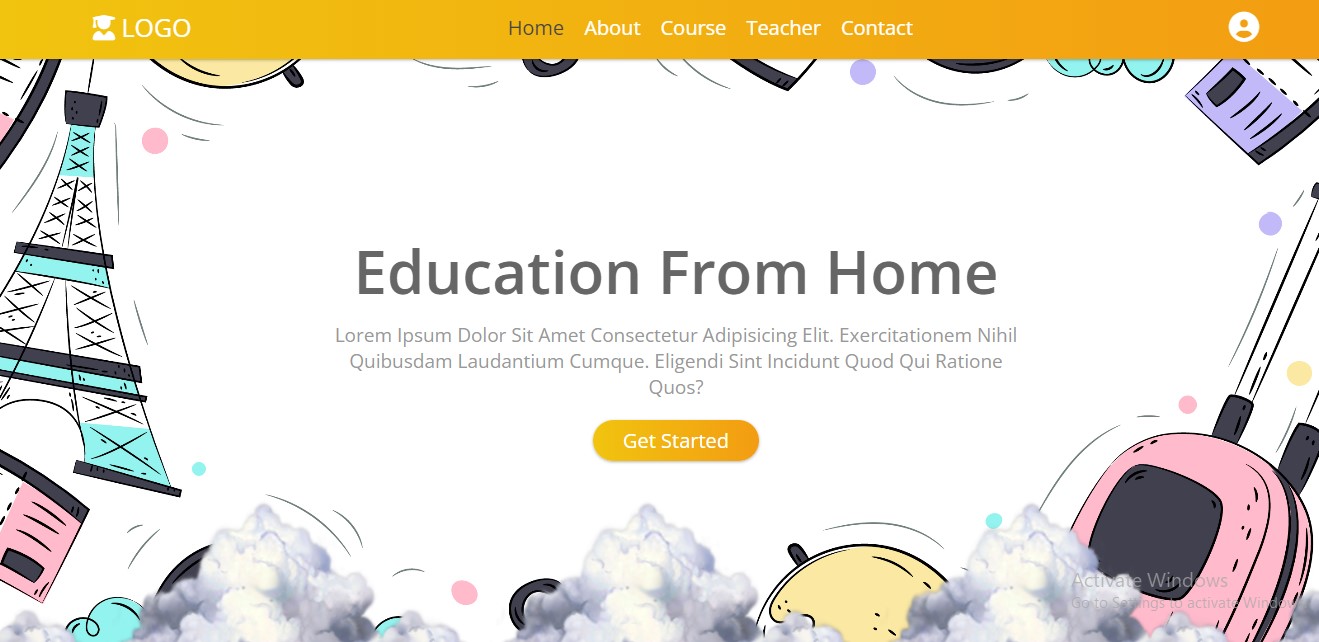 LOGO
Home About Course Teacher Contact
Education From Home
Lorem Ipsum Dolor Sit Amet Consectetur Adipisicing Elit. Exercitationem Nihil
Quibusdam Laudantium Cumque. Eligendi Sint Incidunt Quod Qui Ratione
Quos?
Get Started
Activate Windows
Go to Settings to activate Windows